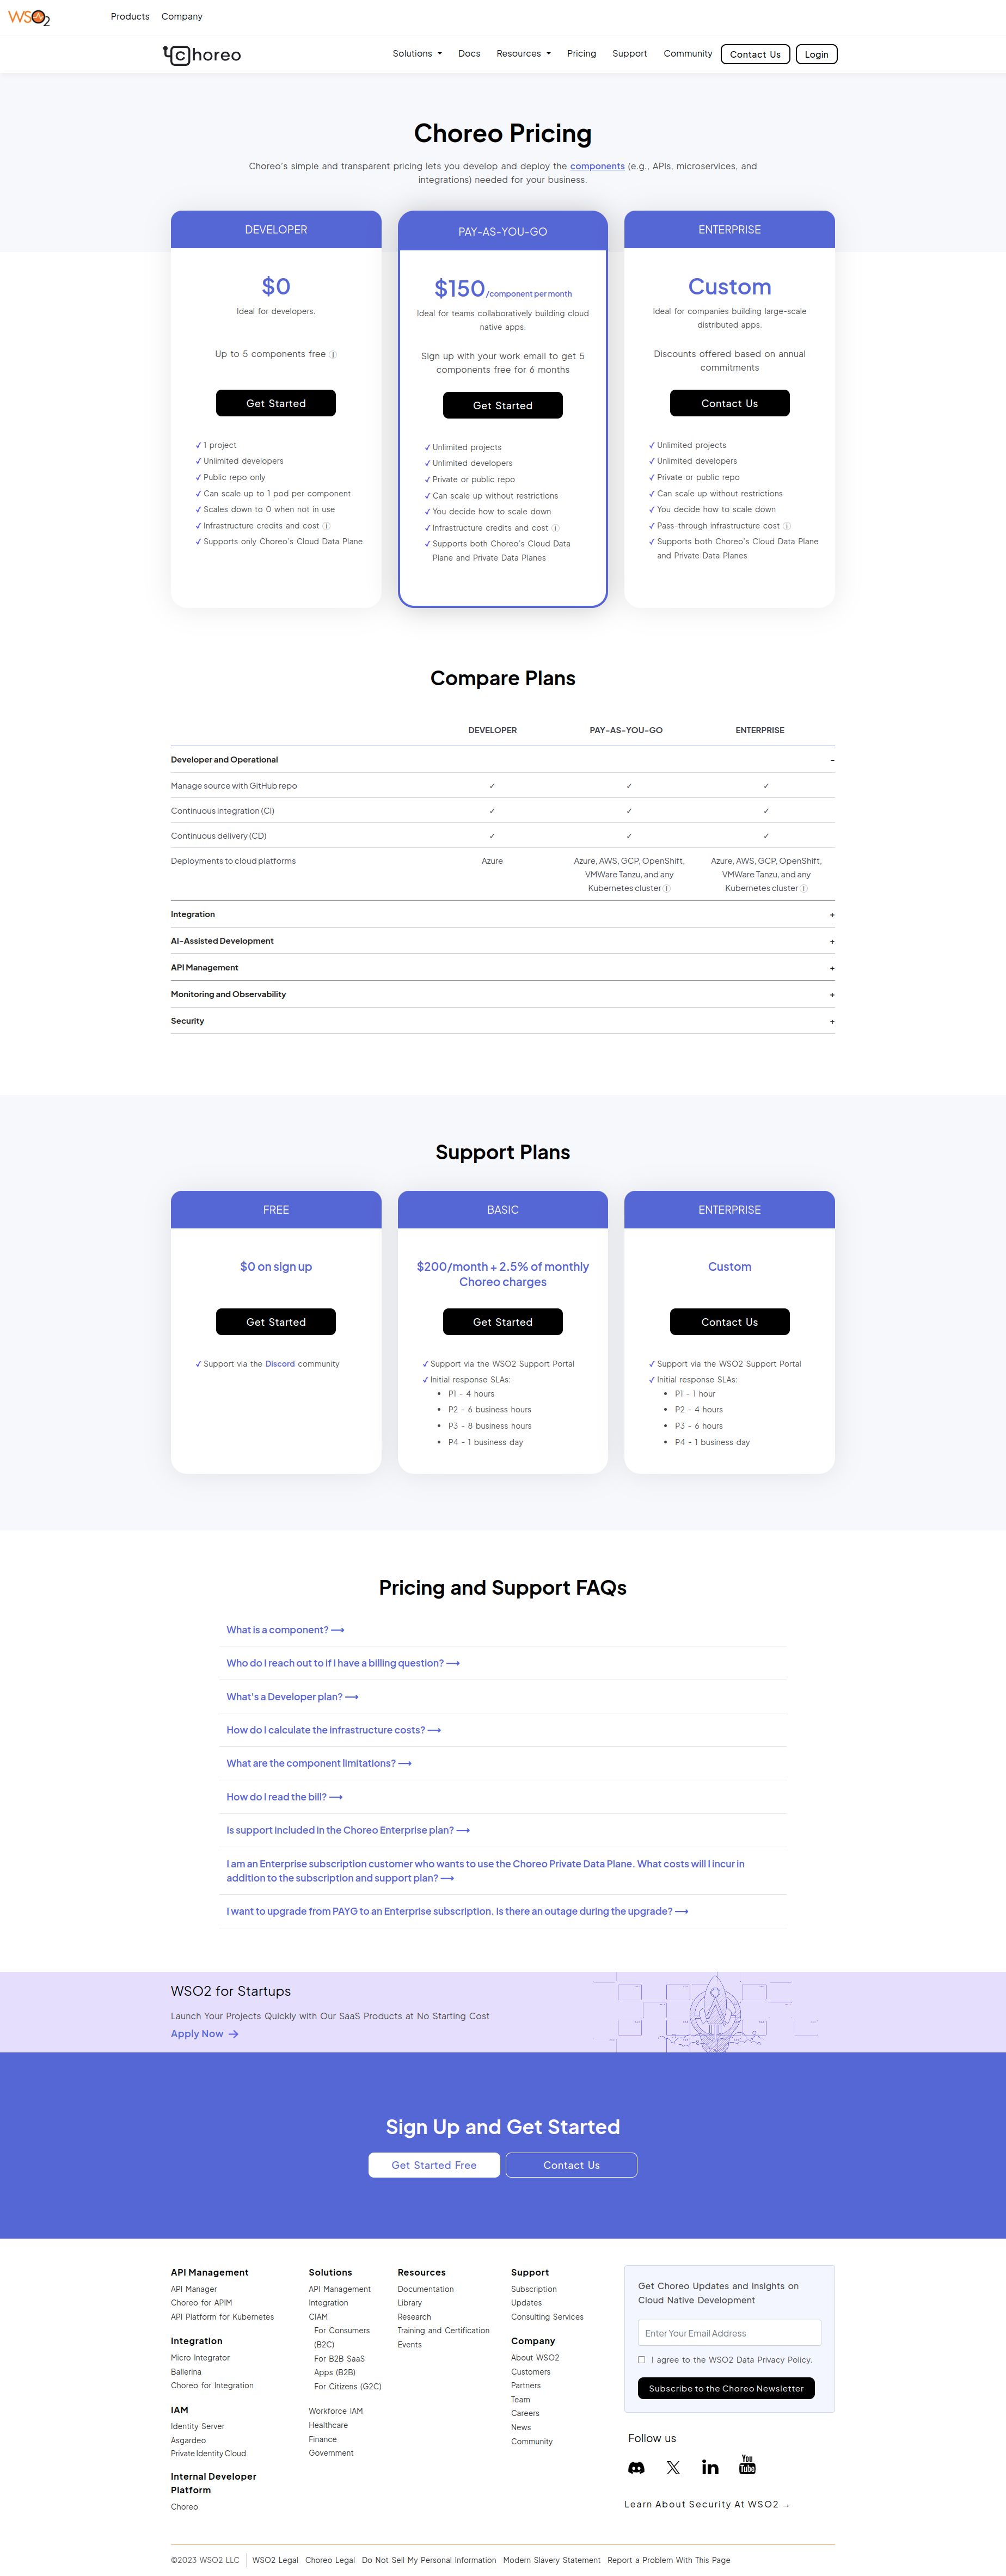 WSO2
Products Company
Choreo
Solutions Docs Resources Pricing Support Community Contact Us Login
Choreo Pricing
Choreo's simple and transparent pricing lets you develop and deploy the components (e.g., APIs, microservices, and
integrations) needed for your business.
DEVELOPER
$0
Ideal for developers.
Up to 5 components free ⓘ
Get Started
✓ 1 project
✓ Unlimited developers
✓ Public repo only
✓ Can scale up to 1 pod per component
✓ Scales down to 0 when not in use
✓ Infrastructure credits and cost ⓘ
✓ Supports only Choreo's Cloud Data Plane
PAY-AS-YOU-GO
$150/component per month
Ideal for teams collaboratively building cloud
native apps.
Sign up with your work email to get 5
components free for 6 months
Get Started
✓ Unlimited projects
✓ Unlimited developers
✓ Private or public repo
✓ Can scale up without restrictions
✓ You decide how to scale down
✓ Infrastructure credits and cost ⓘ
✓ Supports both Choreo's Cloud Data
Plane and Private Data Planes
ENTERPRISE
Custom
Ideal for companies building large-scale
distributed apps.
Discounts offered based on annual
commitments
Contact Us
✓ Unlimited projects
✓ Unlimited developers
✓ Private or public repo
✓ Can scale up without restrictions
✓ You decide how to scale down
✓ Pass-through infrastructure cost ⓘ
✓ Supports both Choreo's Cloud Data Plane
and Private Data Planes
Compare Plans
DEVELOPER PAY-AS-YOU-GO ENTERPRISE
Developer and Operational −
Manage source with GitHub repo ✓ ✓ ✓
Continuous integration (CI) ✓ ✓ ✓
Continuous delivery (CD) ✓ ✓ ✓
Deployments to cloud platforms Azure Azure, AWS, GCP, OpenShift, Azure, AWS, GCP, OpenShift,
VMWare Tanzu, and any VMWare Tanzu, and any
Kubernetes cluster ⓘ Kubernetes cluster ⓘ
Integration +
AI-Assisted Development +
API Management +
Monitoring and Observability +
Security +
Support Plans
FREE
$0 on sign up
Get Started
✓ Support via the Discord community
BASIC
$200/month + 2.5% of monthly
Choreo charges
Get Started
✓ Support via the WSO2 Support Portal
✓ Initial response SLAs:
• P1 - 4 hours
• P2 - 6 business hours
• P3 - 8 business hours
• P4 - 1 business day
ENTERPRISE
Custom
Contact Us
✓ Support via the WSO2 Support Portal
✓ Initial response SLAs:
• P1 - 1 hour
• P2 - 4 hours
• P3 - 6 hours
• P4 - 1 business day
Pricing and Support FAQs
What is a component? ⟶
Who do I reach out to if I have a billing question? ⟶
What's a Developer plan? ⟶
How do I calculate the infrastructure costs? ⟶
What are the component limitations? ⟶
How do I read the bill? ⟶
Is support included in the Choreo Enterprise plan? ⟶
I am an Enterprise subscription customer who wants to use the Choreo Private Data Plane. What costs will I incur in
addition to the subscription and support plan? ⟶
I want to upgrade from PAYG to an Enterprise subscription. Is there an outage during the upgrade? ⟶
WSO2 for Startups
Launch Your Projects Quickly with Our SaaS Products at No Starting Cost
Apply Now →
Sign Up and Get Started
Get Started Free Contact Us
API Management
API Manager
Choreo for APIM
API Platform for Kubernetes
Integration
Micro Integrator
Ballerina
Choreo for Integration
IAM
Identity Server
Asgardeo
Private Identity Cloud
Internal Developer
Platform
Choreo
Solutions
API Management
Integration
CIAM
For Consumers
(B2C)
For B2B SaaS
Apps (B2B)
For Citizens (G2C)
Workforce IAM
Healthcare
Finance
Government
Resources
Documentation
Library
Research
Training and Certification
Events
Support
Subscription
Updates
Consulting Services
Company
About WSO2
Customers
Partners
Team
Careers
News
Community
Get Choreo Updates and Insights on
Cloud Native Development
Enter Your Email Address
I agree to the WSO2 Data Privacy Policy.
Subscribe to the Choreo Newsletter
Follow us
You
Tube
Learn About Security At WSO2 →
©2023 WSO2 LLC WSO2 Legal Choreo Legal Do Not Sell My Personal Information Modern Slavery Statement Report a Problem With This Page